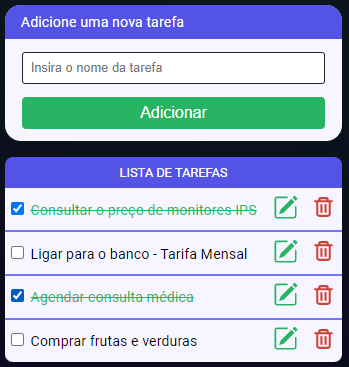 Adicione uma nova tarefa
Insira o nome da tarefa
Adicionar
LISTA DE TAREFAS
Consultar o preço de monitores IPS
Ligar para o banco - Tarifa Mensal
Agendar consulta médica
Comprar frutas e verduras